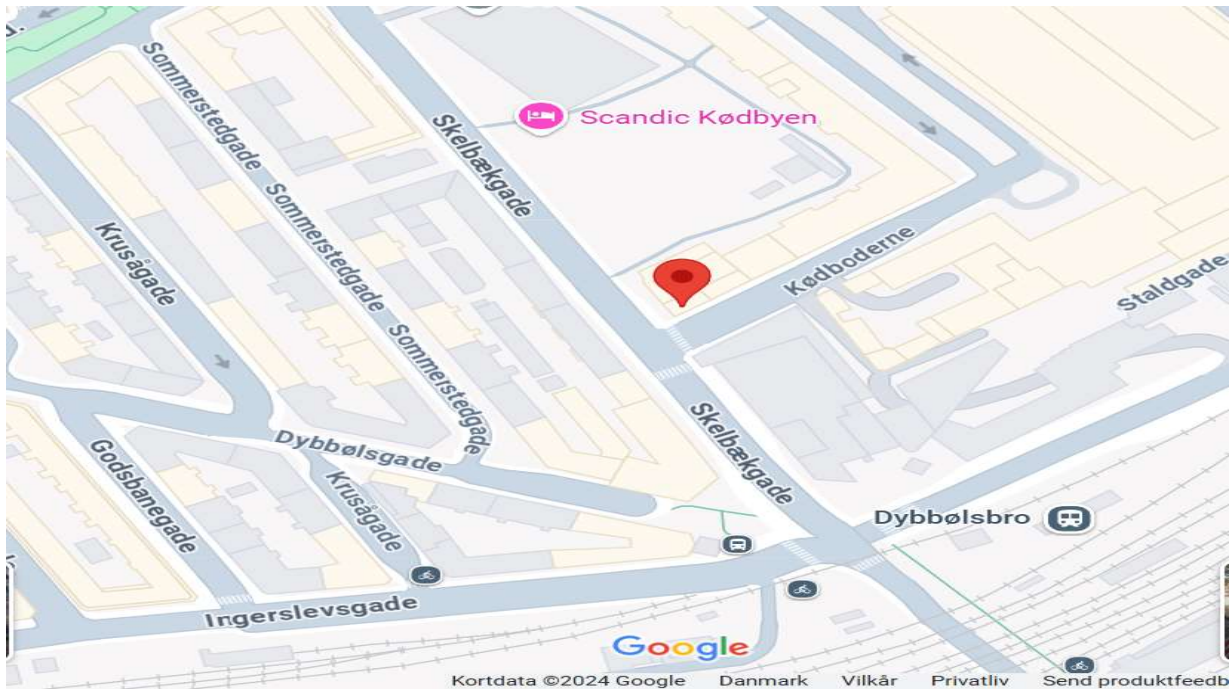 Scandic Kødbyen
Sommerstedgade
Skelbækgade
Sommerstedgade
Krusågade
Kødboderne
Staldgade
Sommerstedgade
Skelbækgade
Dybbølsgade
Godsbanegade
Krusågade
Dybbølsbro
Ingerslevsgade
Google
Kortdata ©2024 Google Danmark Vilkår Privatliv Send produktfeedb